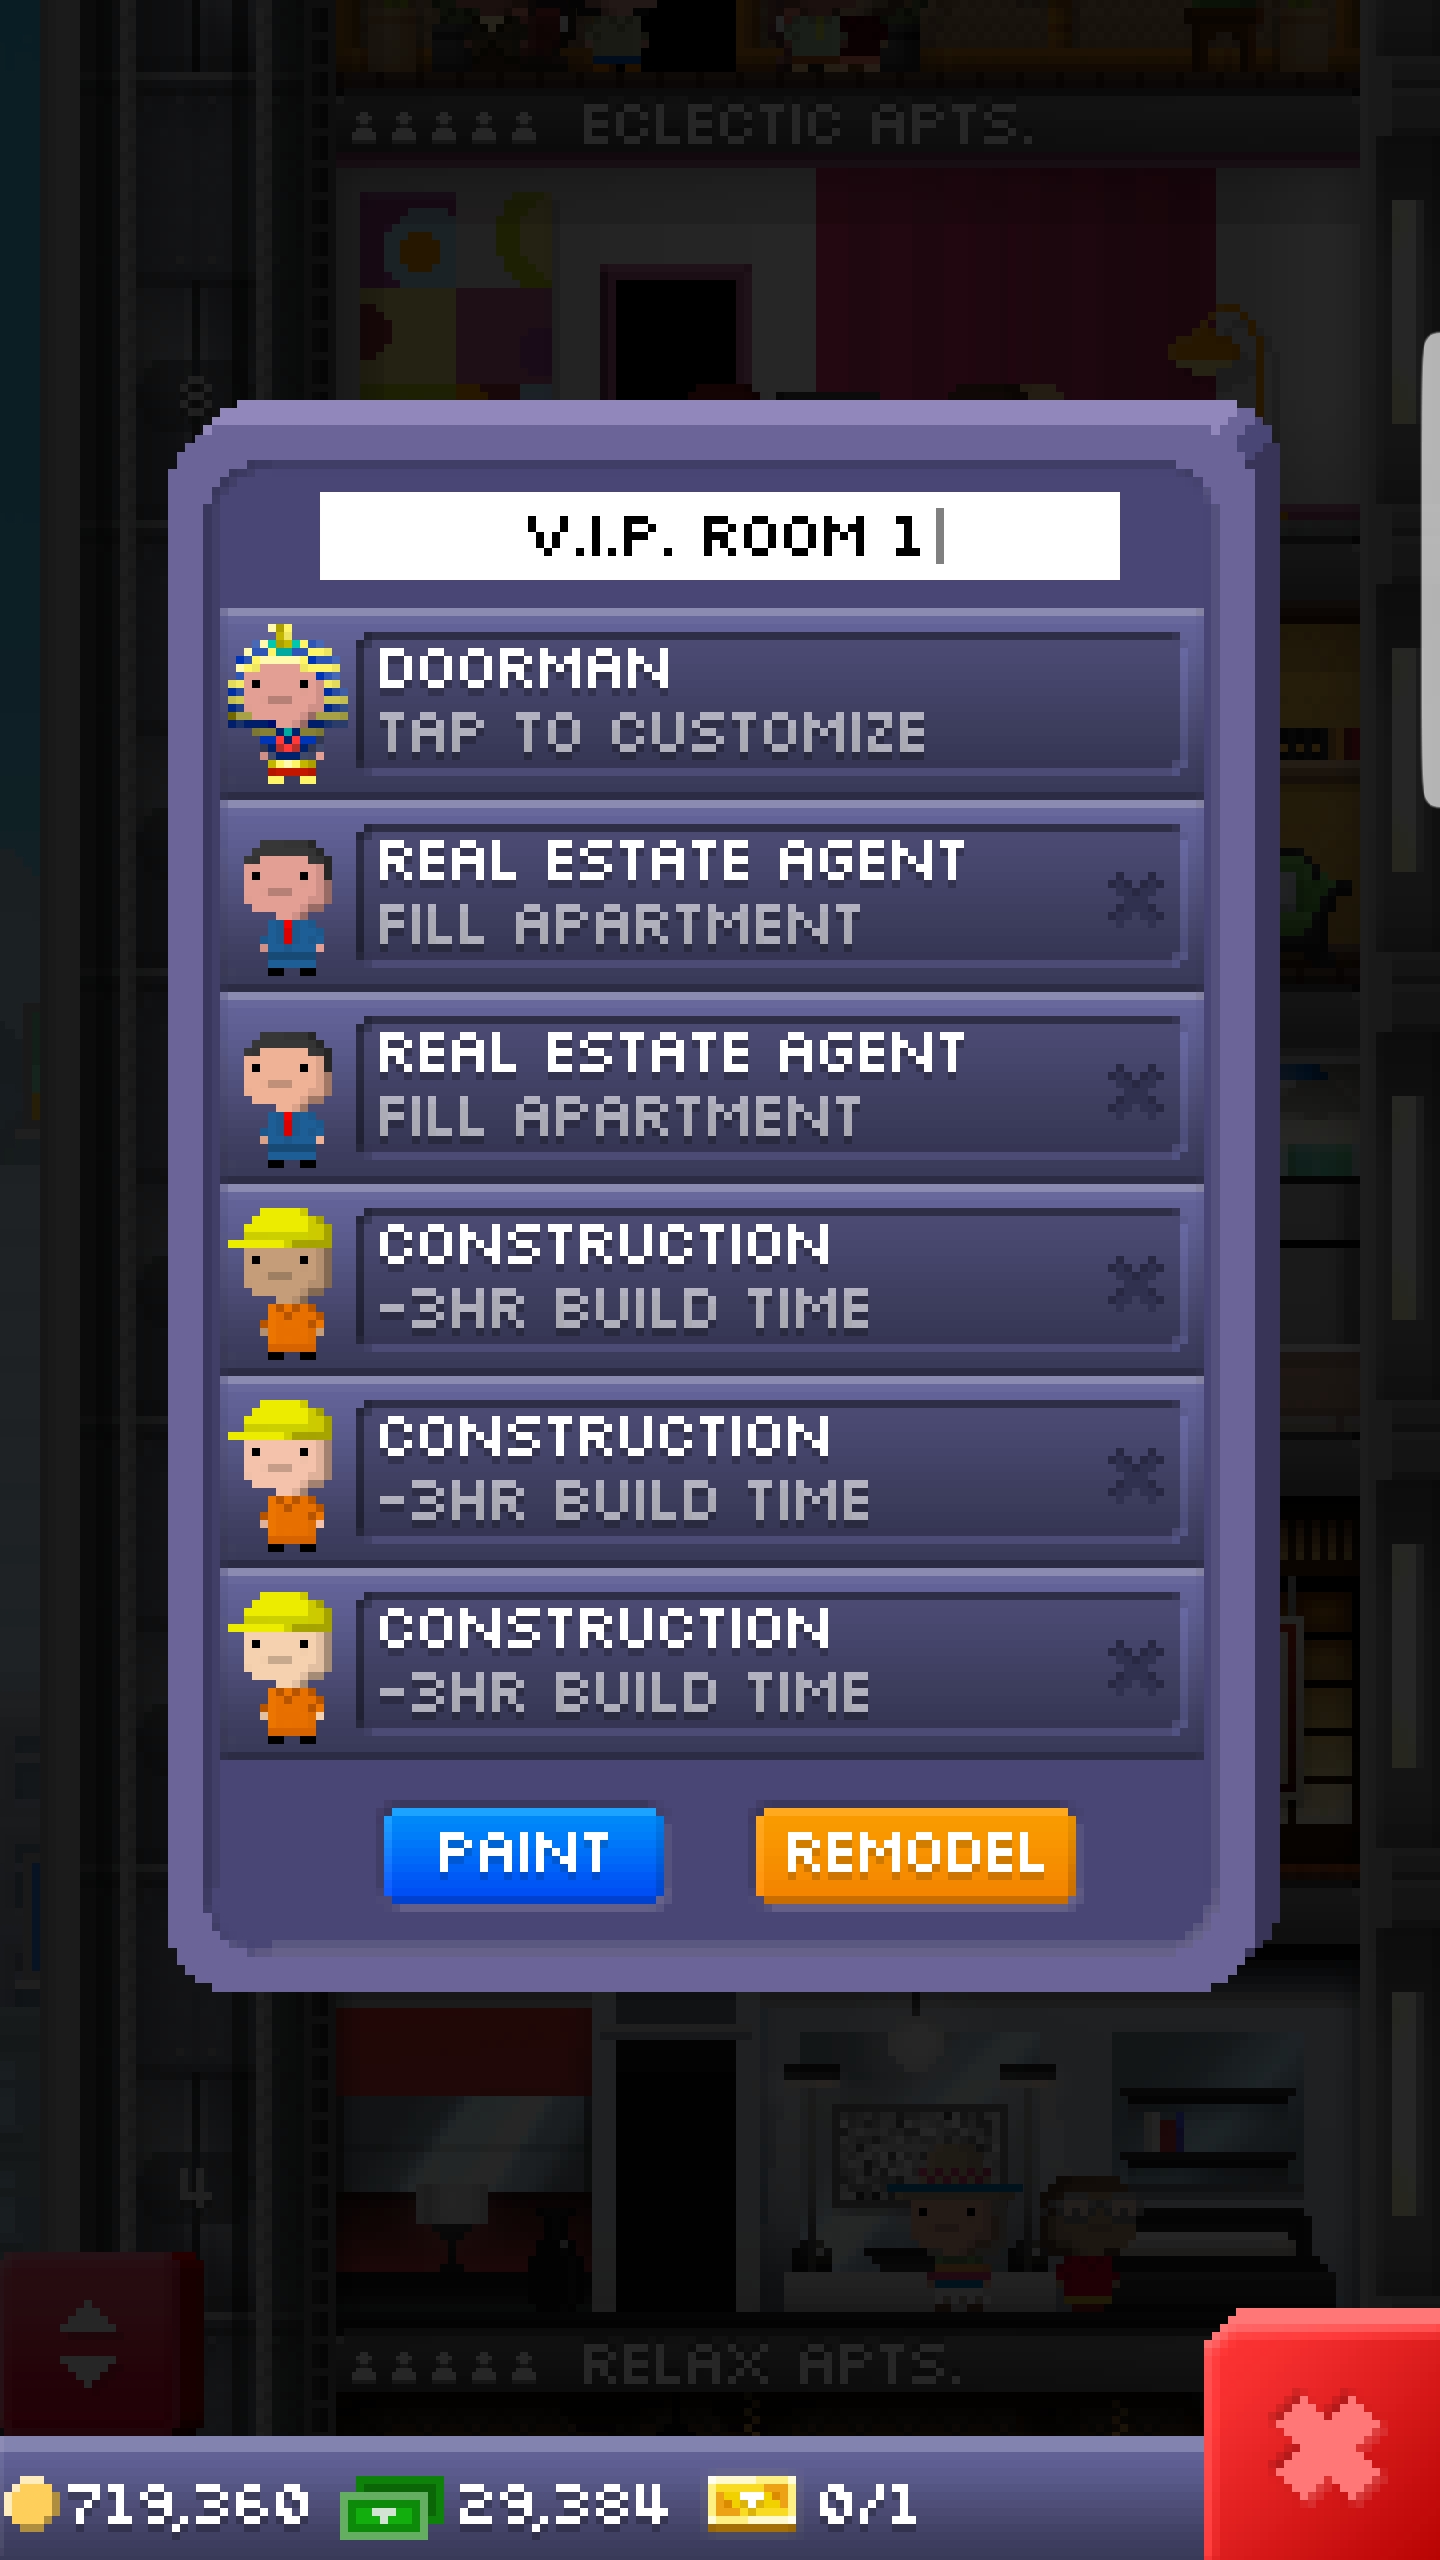 ECLECTIC APTS.
8
V.I.P. ROOM 1
DOORMAN
TAP TO CUSTOMIZE
REAL ESTATE AGENT
FILL APARTMENT
REAL ESTATE AGENT
FILL APARTMENT
CONSTRUCTION
-3HR BUILD TIME
CONSTRUCTION
-3HR BUILD TIME
CONSTRUCTION
-3HR BUILD TIME
PAINT REMODEL
4
RELAX APTS.
719,360 29,384 0/1